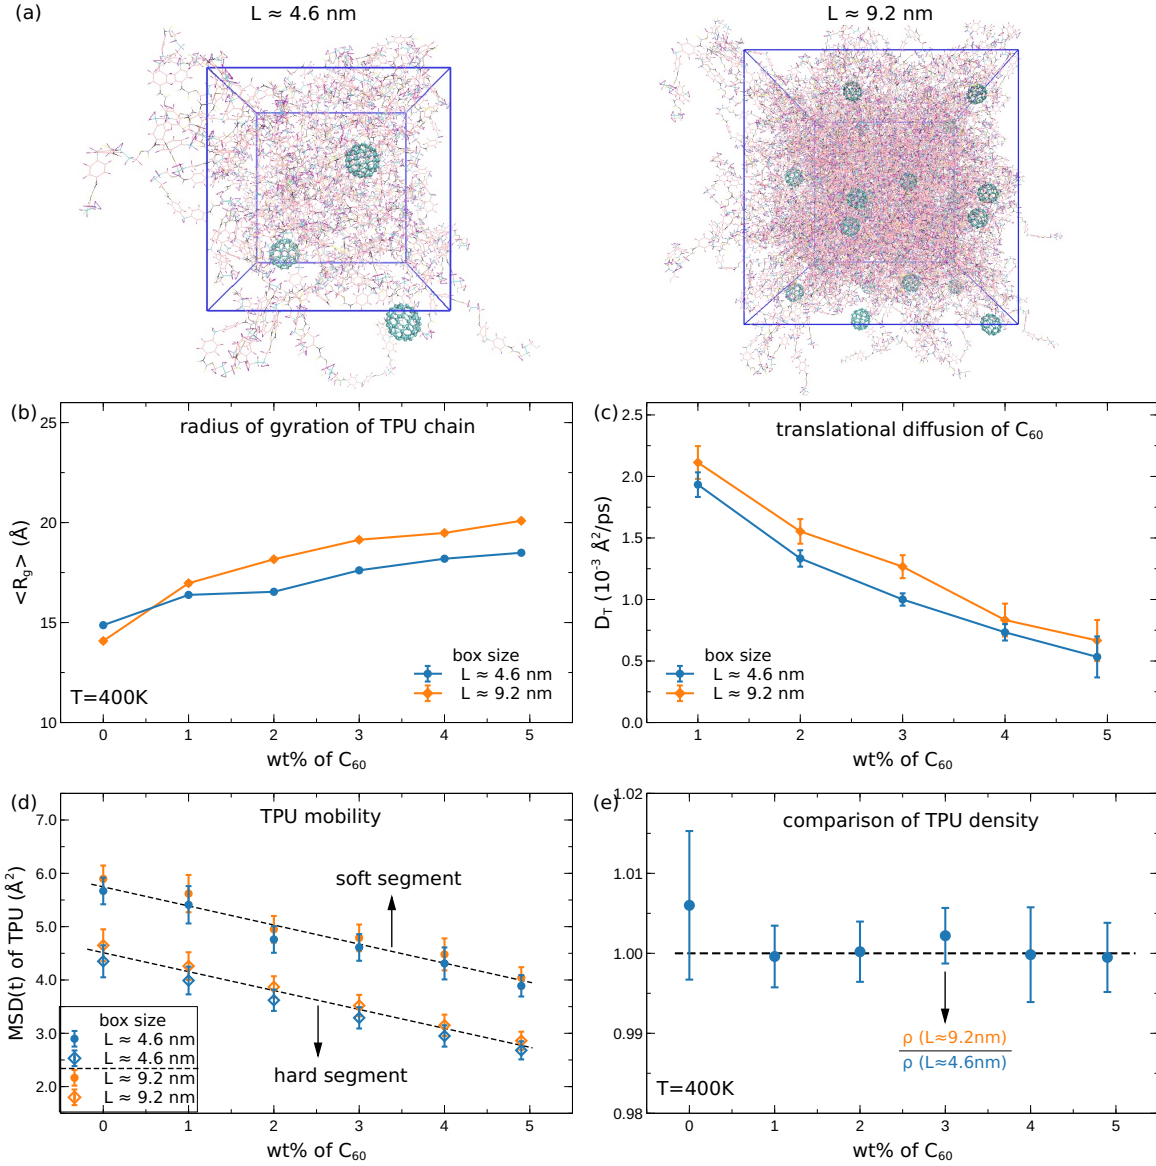 (a)
L ≈ 4.6 nm
L ≈ 9.2 nm
(b)
radius of gyration of TPU chain
25
20
15
10
<R_g> (Å)
box size
L ≈ 4.6 nm
L ≈ 9.2 nm
T=400K
0 1 2 3 4 5
wt% of C₆₀
(c)
translational diffusion of C₆₀
2.5
2.0
1.5
1.0
0.5
0.0
D_T (10⁻³ Å²/ps)
box size
L ≈ 4.6 nm
L ≈ 9.2 nm
1 2 3 4 5
wt% of C₆₀
(d)
TPU mobility
7.0
6.0
5.0
4.0
3.0
2.0
MSD(t) of TPU (Å²)
soft segment
hard segment
box size
L ≈ 4.6 nm
L ≈ 4.6 nm
L ≈ 9.2 nm
L ≈ 9.2 nm
0 1 2 3 4 5
wt% of C₆₀
(e)
comparison of TPU density
1.02
1.01
1.00
0.99
0.98
ρ (L≈9.2nm)
ρ (L≈4.6nm)
T=400K
0 1 2 3 4 5
wt% of C₆₀